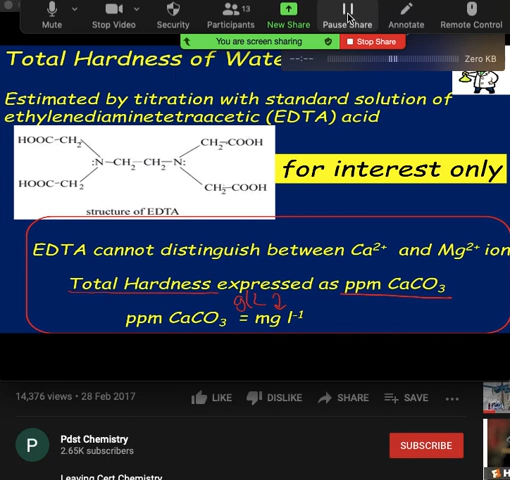 Mute Stop Video Security Participants 13 New Share Pause Share Annotate Remote Control
You are screen sharing Stop Share
--:-- Zero KB
Total Hardness of Wate
Estimated by titration with standard solution of
ethylenediaminetetraacetic (EDTA) acid
HOOC-CH₂ CH₂-COOH
:N-CH₂-CH₂-N:
HOOC-CH₂ CH₂-COOH
structure of EDTA
for interest only
EDTA cannot distinguish between Ca²⁺ and Mg²⁺ ion
Total Hardness expressed as ppm CaCO₃
ppm CaCO₃ = mg l⁻¹
14,376 views • 28 Feb 2017
LIKE DISLIKE SHARE SAVE ...
P
Pdst Chemistry
2.65K subscribers
SUBSCRIBE
Leaving Cert Chemistry